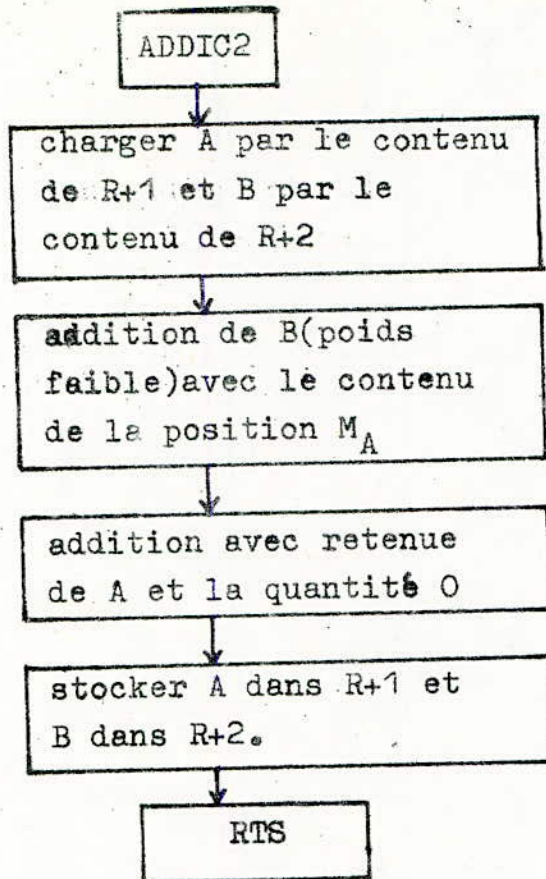 ADDIC2
charger A par le contenu
de R+1 et B par le
contenu de R+2
addition de B(poids
faible)avec le contenu
de la position M_A
addition avec retenue
de A et la quantité O
stocker A dans R+1 et
B dans R+2.
RTS